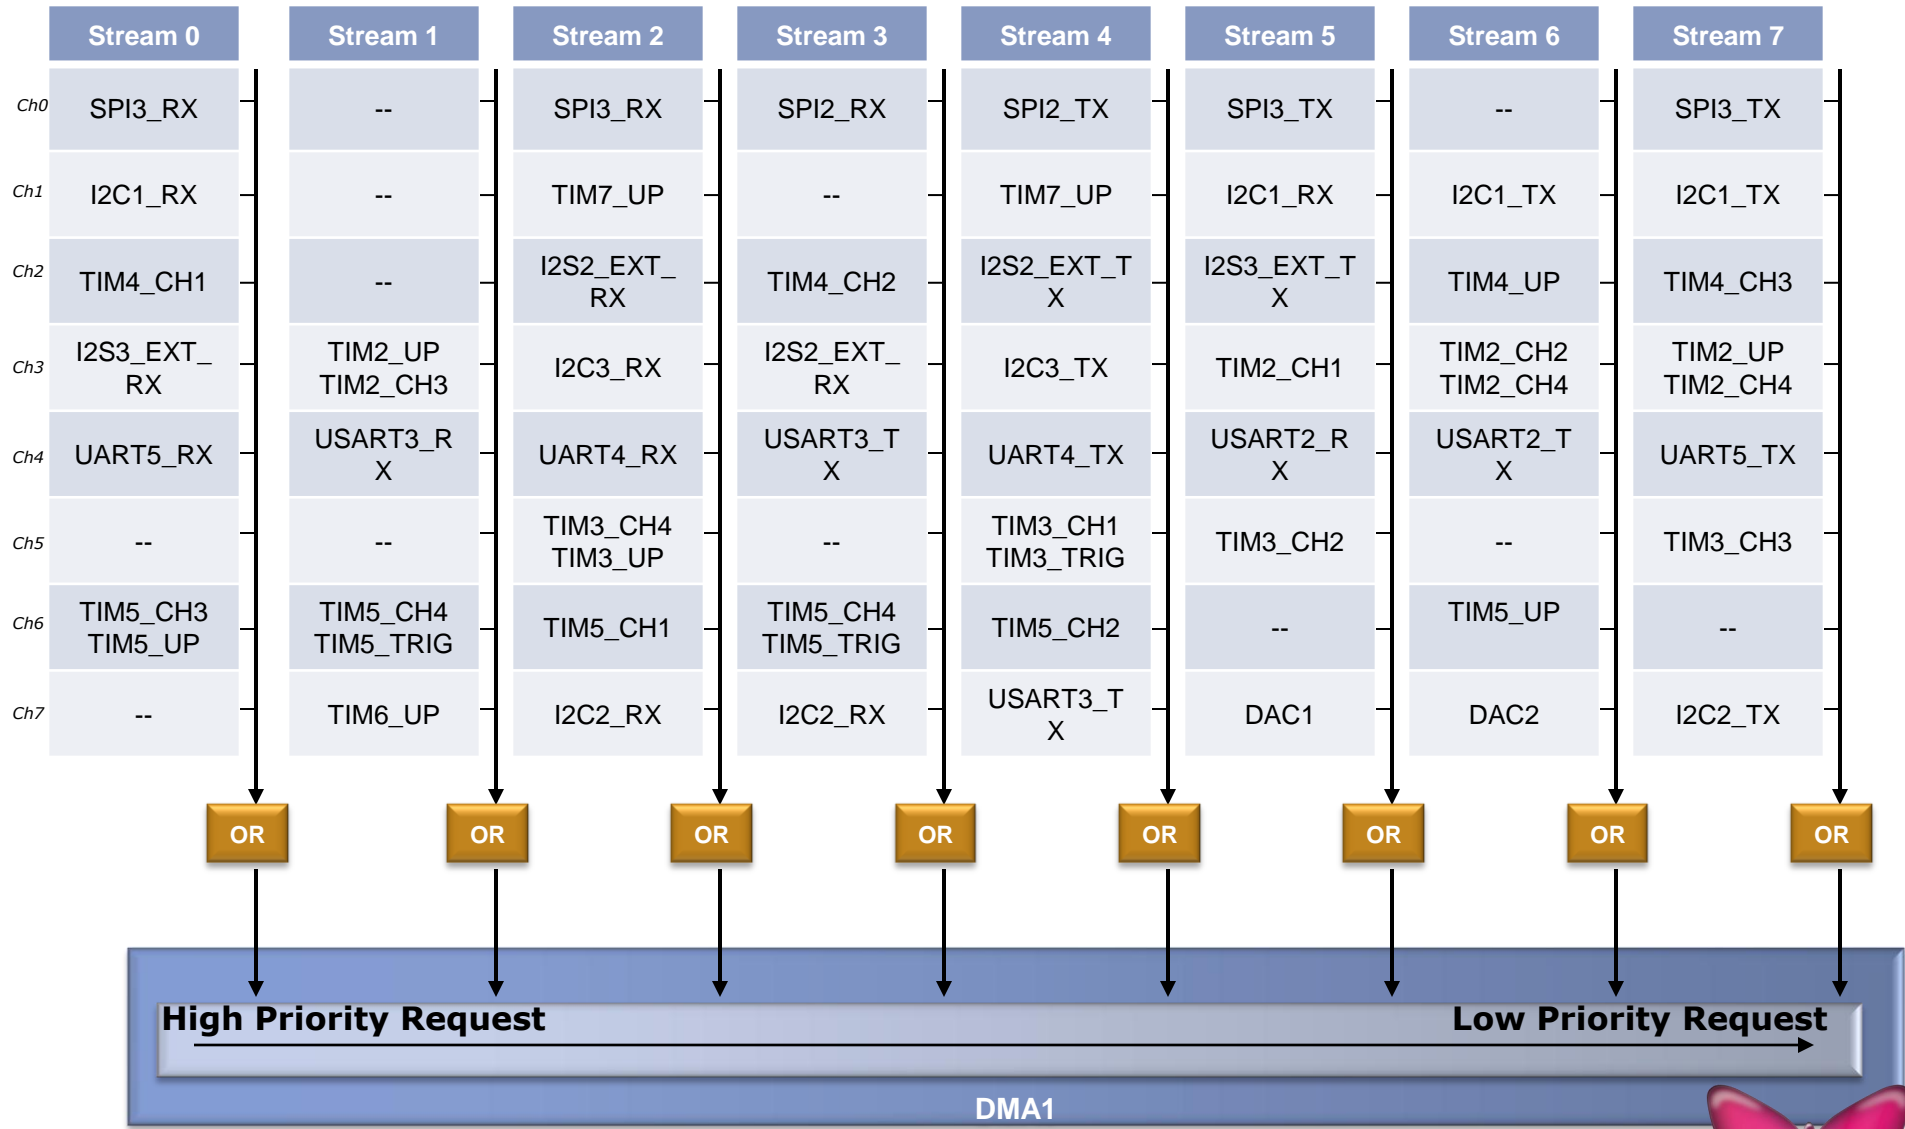 Stream 0 Stream 1 Stream 2 Stream 3 Stream 4 Stream 5 Stream 6 Stream 7
Ch0 SPI3_RX -- SPI3_RX SPI2_RX SPI2_TX SPI3_TX -- SPI3_TX
Ch1 I2C1_RX -- TIM7_UP -- TIM7_UP I2C1_RX I2C1_TX I2C1_TX
Ch2 TIM4_CH1 -- I2S2_EXT_
RX TIM4_CH2 I2S2_EXT_T
X I2S3_EXT_T
X TIM4_UP TIM4_CH3
Ch3 I2S3_EXT_
RX TIM2_UP
TIM2_CH3 I2C3_RX I2S2_EXT_
RX I2C3_TX TIM2_CH1 TIM2_CH2
TIM2_CH4 TIM2_UP
TIM2_CH4
Ch4 UART5_RX USART3_R
X UART4_RX USART3_T
X UART4_TX USART2_R
X USART2_T
X UART5_TX
Ch5 -- -- TIM3_CH4
TIM3_UP -- TIM3_CH1
TIM3_TRIG TIM3_CH2 -- TIM3_CH3
Ch6 TIM5_CH3
TIM5_UP TIM5_CH4
TIM5_TRIG TIM5_CH1 TIM5_CH4
TIM5_TRIG TIM5_CH2 -- TIM5_UP --
Ch7 -- TIM6_UP I2C2_RX I2C2_RX USART3_T
X DAC1 DAC2 I2C2_TX
OR OR OR OR OR OR OR OR
High Priority Request Low Priority Request
DMA1